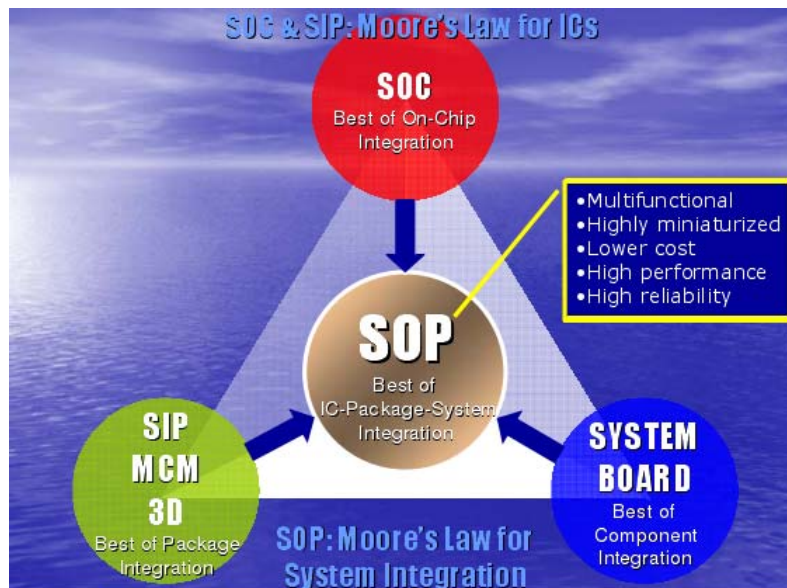 SOC & SIP: Moore's Law for ICs
SOC
Best of On-Chip
Integration
•Multifunctional
•Highly miniaturized
•Lower cost
•High performance
•High reliability
SOP
Best of
IC-Package-System
Integration
SIP
MCM
3D
Best of Package
Integration
SYSTEM
BOARD
Best of
Component
Integration
SOP: Moore's Law for
System Integration